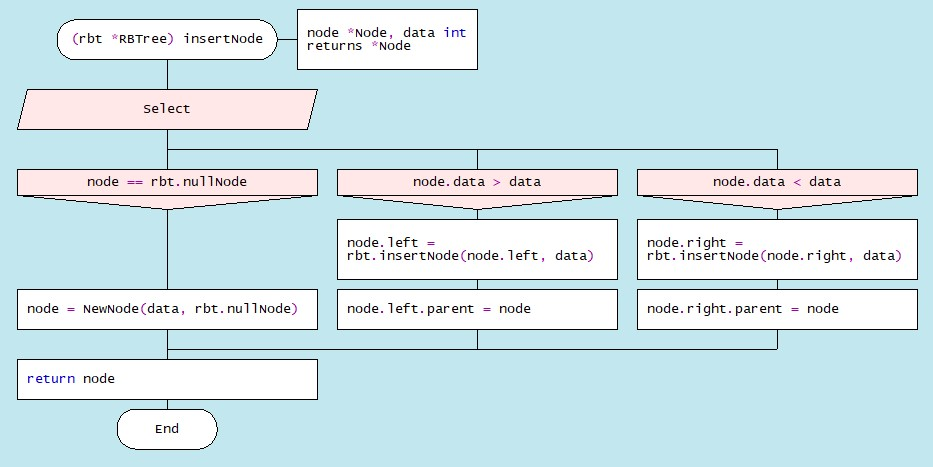 (rbt *RBTree) insertNode
node *Node, data int
returns *Node
Select
node == rbt.nullNode
node.data > data
node.data < data
node.left =
rbt.insertNode(node.left, data)
node.right =
rbt.insertNode(node.right, data)
node = NewNode(data, rbt.nullNode)
node.left.parent = node
node.right.parent = node
return node
End